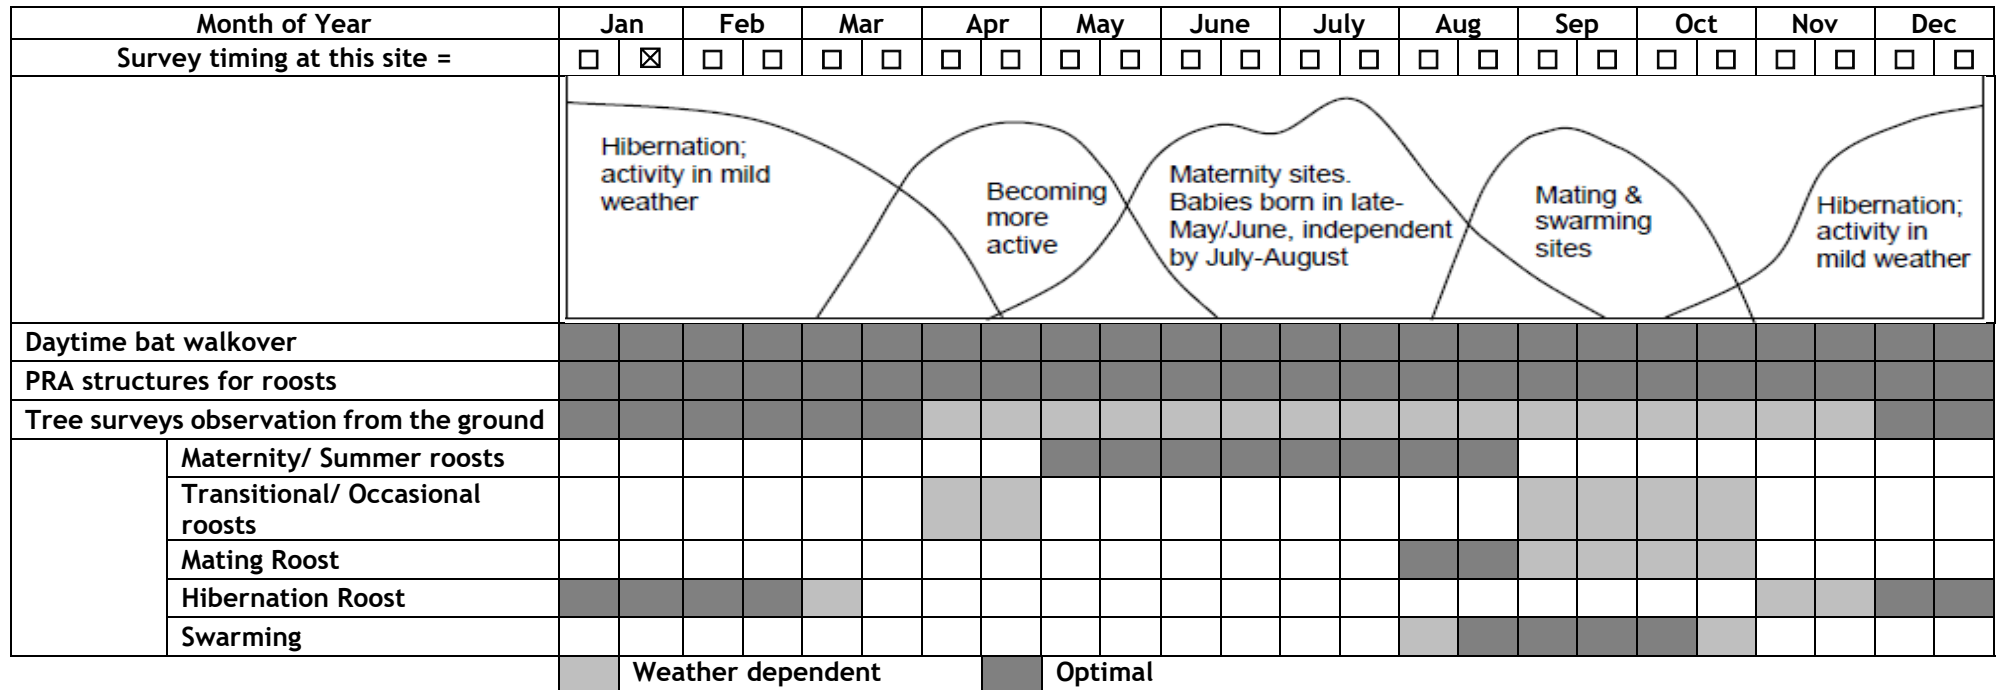 Month of Year Jan Feb Mar Apr May June July Aug Sep Oct Nov Dec
Survey timing at this site = ☐ ☒ ☐ ☐ ☐ ☐ ☐ ☐ ☐ ☐ ☐ ☐ ☐ ☐ ☐ ☐ ☐ ☐ ☐ ☐ ☐ ☐ ☐ ☐
Hibernation;
activity in mild
weather
Becoming
more
active
Maternity sites.
Babies born in late-
May/June, independent
by July-August
Mating &
swarming
sites
Hibernation;
activity in
mild weather
Daytime bat walkover
PRA structures for roosts
Tree surveys observation from the ground
Maternity/ Summer roosts
Transitional/ Occasional
roosts
Mating Roost
Hibernation Roost
Swarming
Weather dependent Optimal